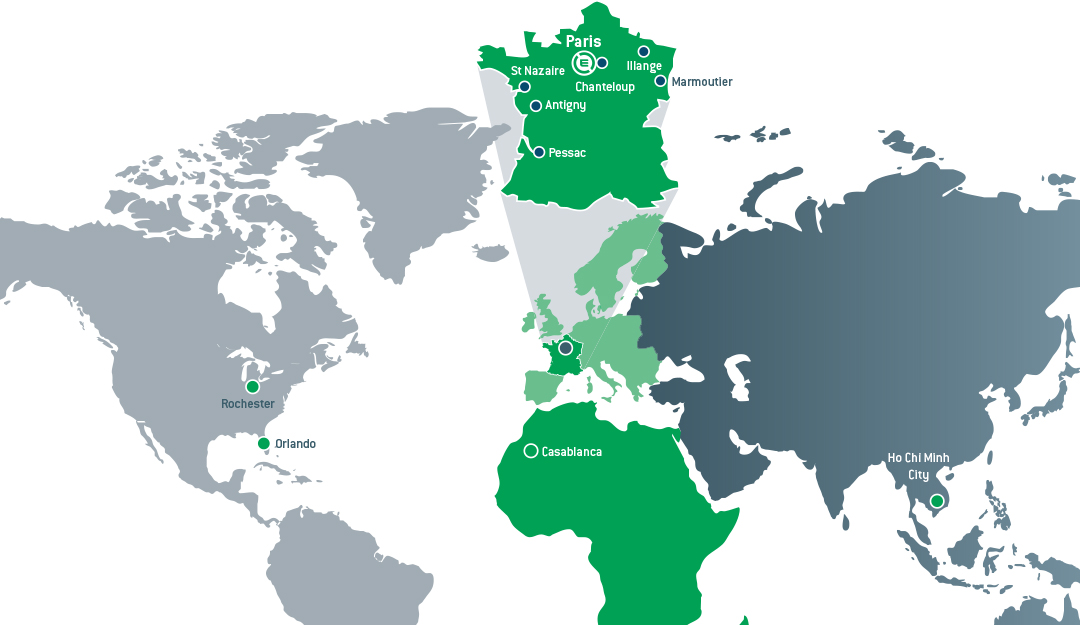 Paris
Illange
St Nazaire
Chanteloup
Marmoutier
Antigny
Pessac
Rochester
Orlando
Casablanca
Ho Chi Minh
City